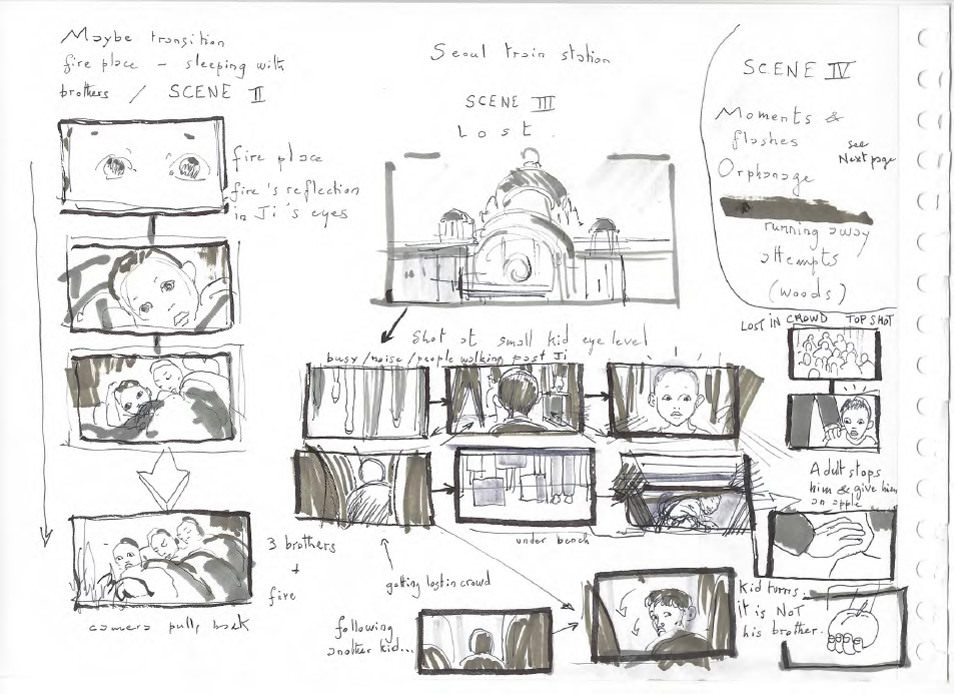 Maybe transition
fire place - sleeping with
brothers / SCENE II
fire place
fire's reflection
in Ji's eyes
3 brothers
+
fire
camera pulls back
Seoul train station
SCENE III
Lost.
Shot at small kid eye level
busy/noise/people walking past Ji
under bench
getting lost in crowd
following
another kid...
SCENE IV
Moments &
flashes
see
Next page
Orphanage
running away
attempts
(woods)
LOST IN CROWD TOP SHOT
Adult stops
him & give him
an apple
Kid turns.
it is NOT
his brother.